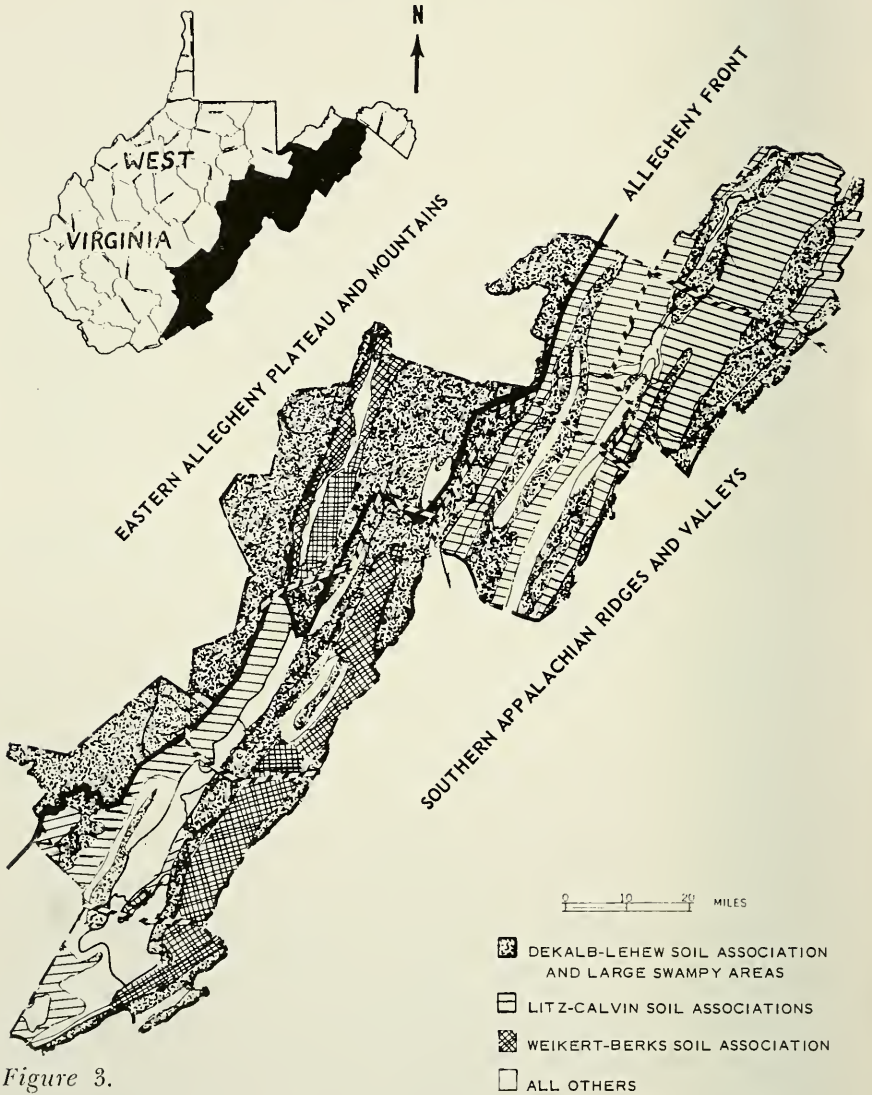 N
WEST
VIRGINIA
ALLEGHENY FRONT
EASTERN ALLEGHENY PLATEAU AND MOUNTAINS
SOUTHERN APPALACHIAN RIDGES AND VALLEYS
0 10 20 MILES
DEKALB-LEHEW SOIL ASSOCIATION
AND LARGE SWAMPY AREAS
LITZ-CALVIN SOIL ASSOCIATIONS
WEIKERT-BERKS SOIL ASSOCIATION
ALL OTHERS
Figure 3.